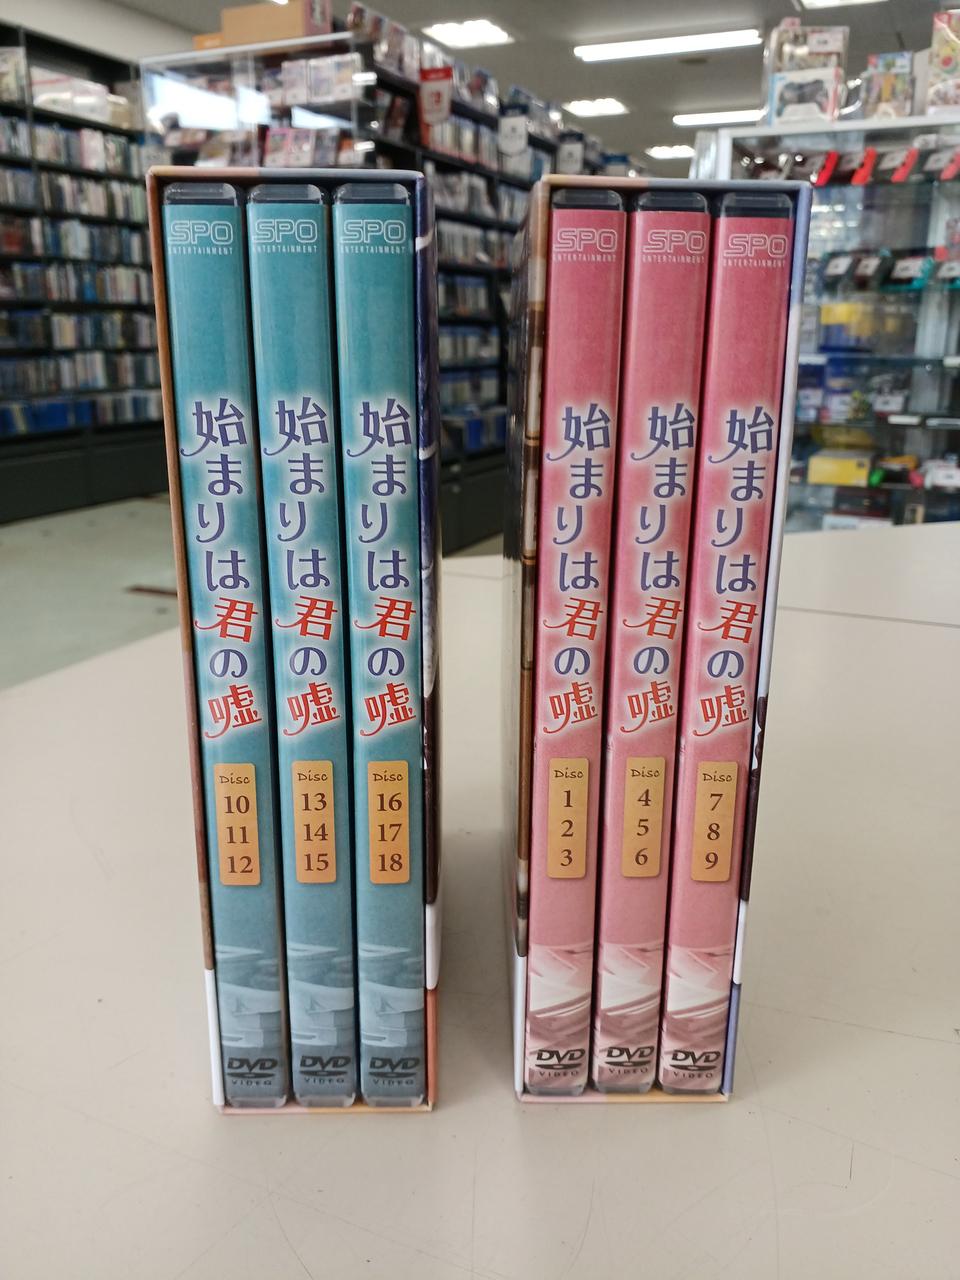 SPO
ENTERTAINMENT
始まりは君の嘘
Disc
10
11
12
DVD
VIDEO
SPO
ENTERTAINMENT
始まりは君の嘘
Disc
13
14
15
DVD
VIDEO
SPO
ENTERTAINMENT
始まりは君の嘘
Disc
16
17
18
DVD
VIDEO
SPO
ENTERTAINMENT
始まりは君の嘘
Disc
1
2
3
DVD
VIDEO
SPO
ENTERTAINMENT
始まりは君の嘘
Disc
4
5
6
DVD
VIDEO
SPO
ENTERTAINMENT
始まりは君の嘘
Disc
7
8
9
DVD
VIDEO